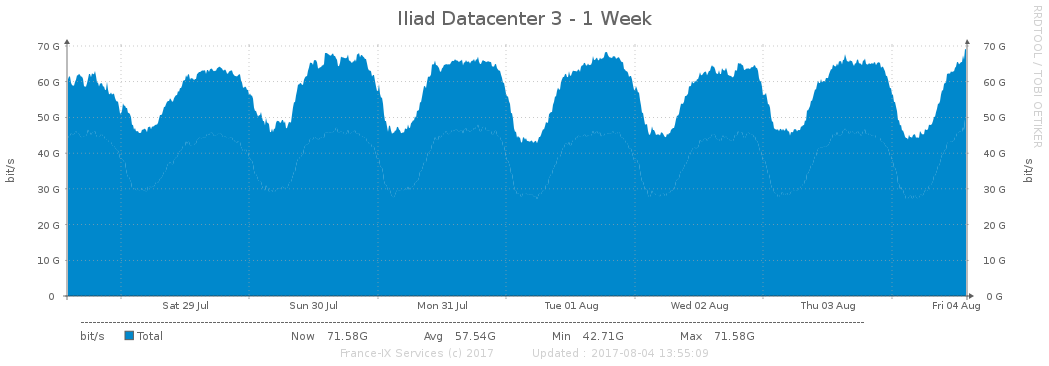 Iliad Datacenter 3 - 1 Week
RRDTOOL / TOBI OETIKER
bit/s
bit/s
70 G
60 G
50 G
40 G
30 G
20 G
10 G
0
70 G
60 G
50 G
40 G
30 G
20 G
10 G
0 G
Sat 29 Jul Sun 30 Jul Mon 31 Jul Tue 01 Aug Wed 02 Aug Thu 03 Aug Fri 04 Aug
bit/s Total Now 71.58G Avg 57.54G Min 42.71G Max 71.58G
France-IX Services (c) 2017 Updated : 2017-08-04 13:55:09